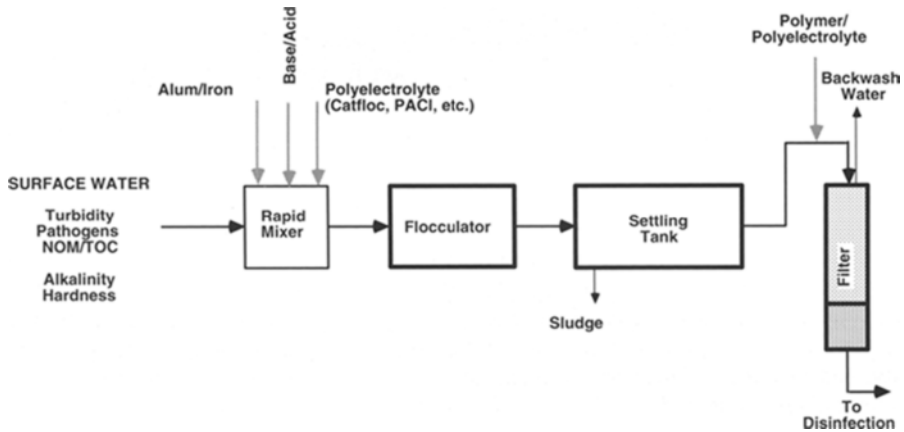 Polymer/
Polyelectrolyte
Base/Acid
Alum/Iron
Polyelectrolyte
(Catfloc, PACl, etc.)
Backwash
Water
SURFACE WATER
Turbidity
Pathogens
NOM/TOC
Alkalinity
Hardness
Rapid
Mixer
Flocculator
Settling
Tank
Filter
Sludge
To
Disinfection